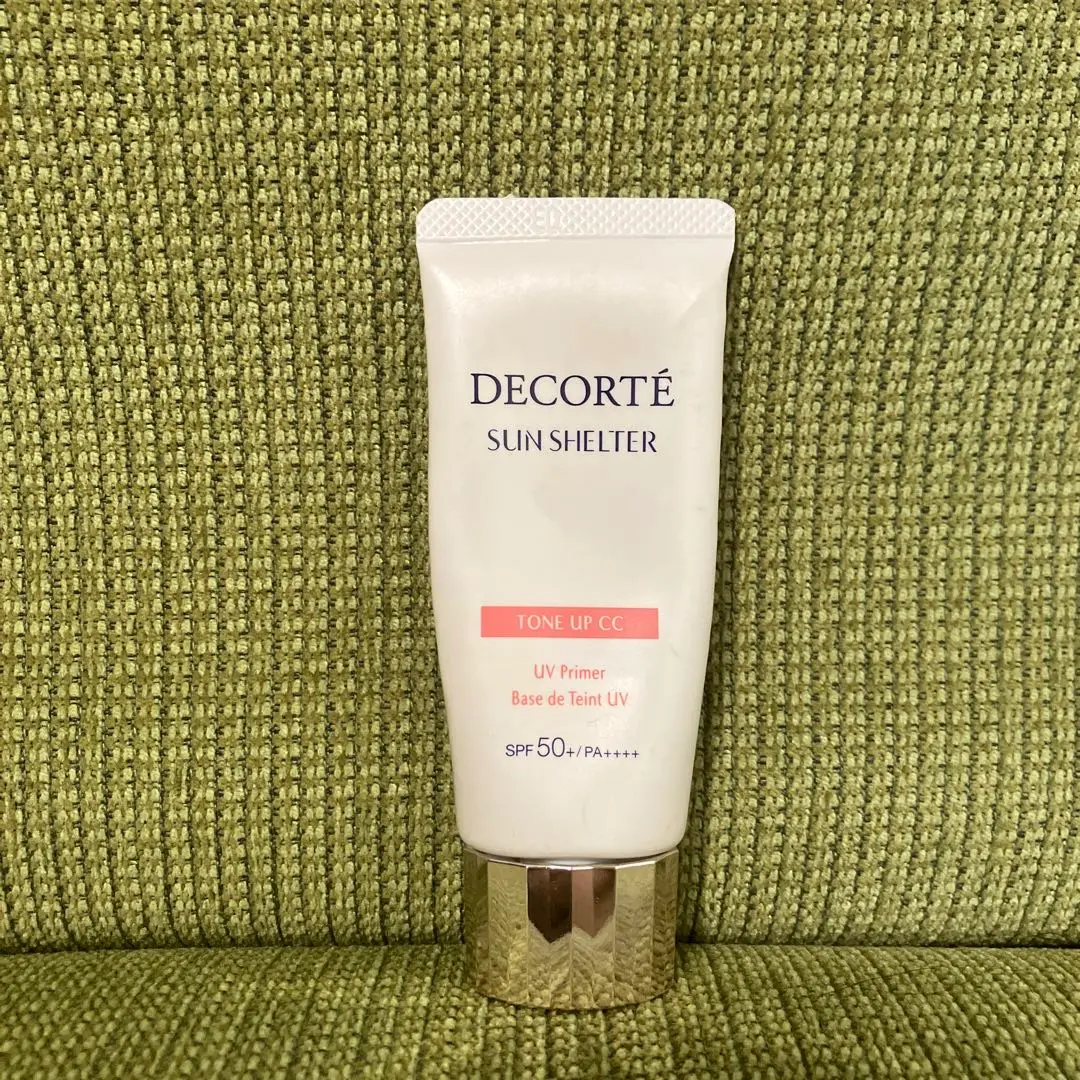 DECORTÉ
SUN SHELTER
TONE UP CC
UV Primer
Base de Teint UV
SPF 50+/PA++++